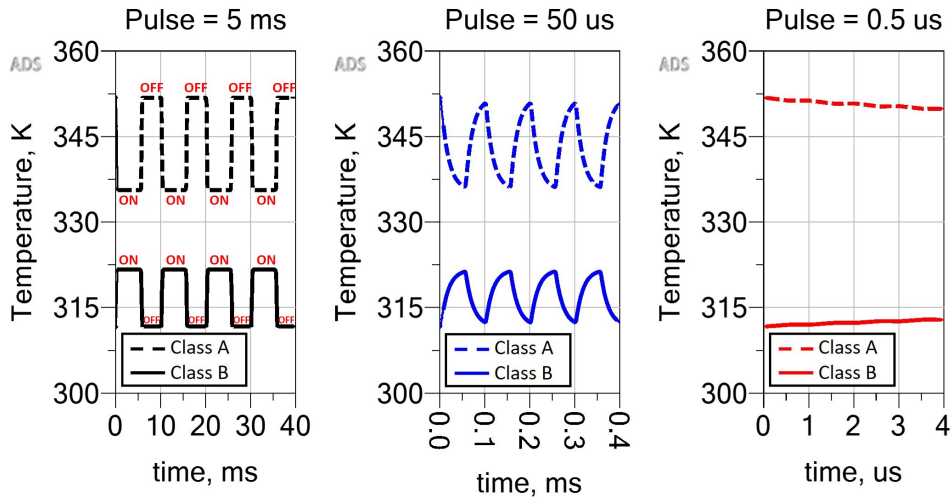 Pulse = 5 ms
ADS
Temperature, K
360
345
330
315
300
OFF OFF OFF OFF
ON ON ON ON
ON ON ON ON
OFF OFF OFF OFF
Class A
Class B
0 10 20 30 40
time, ms
Pulse = 50 us
ADS
Temperature, K
360
345
330
315
300
Class A
Class B
0.0 0.1 0.2 0.3 0.4
time, ms
Pulse = 0.5 us
ADS
Temperature, K
360
345
330
315
300
Class A
Class B
0 1 2 3 4
time, us